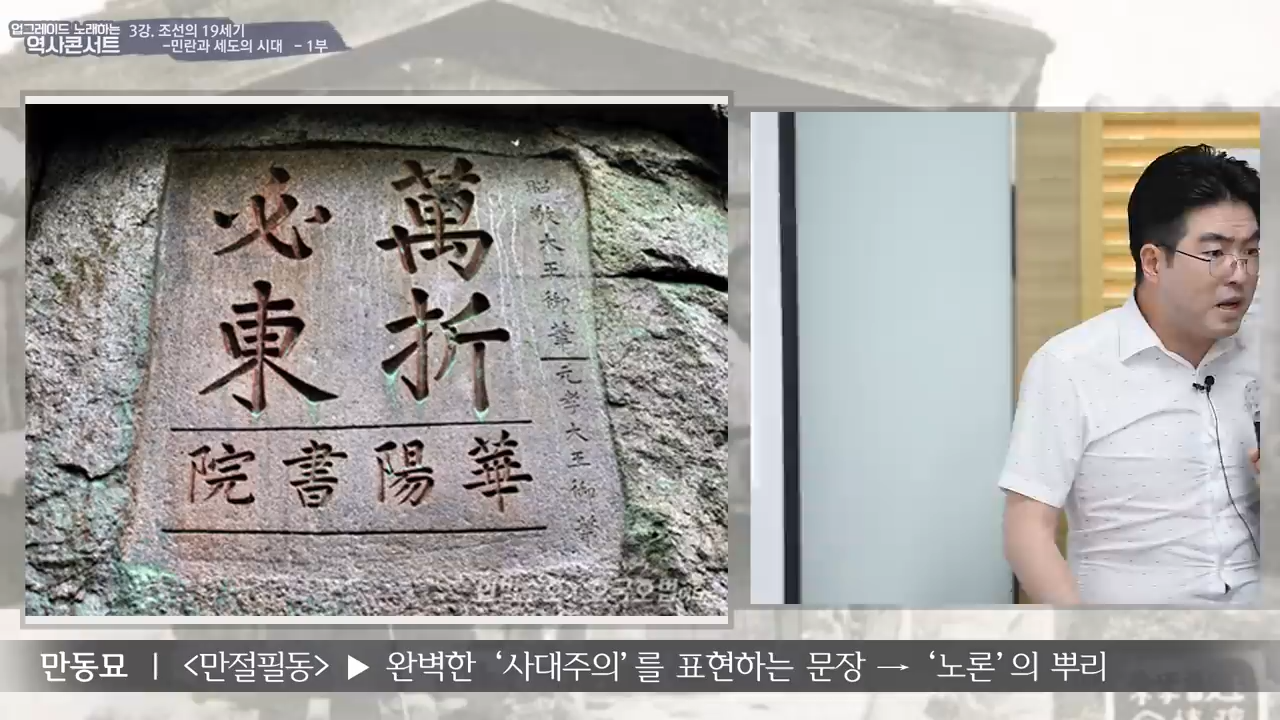 업그레이드 노래하는
역사콘서트
3강. 조선의 19세기
-민란과 세도의 시대 - 1부
萬折
必東
華陽書院
昭敬大王御筆
元孝大王御筆
만동묘 | <만절필동> ▶ 완벽한 ‘사대주의’를 표현하는 문장 → ‘노론’의 뿌리